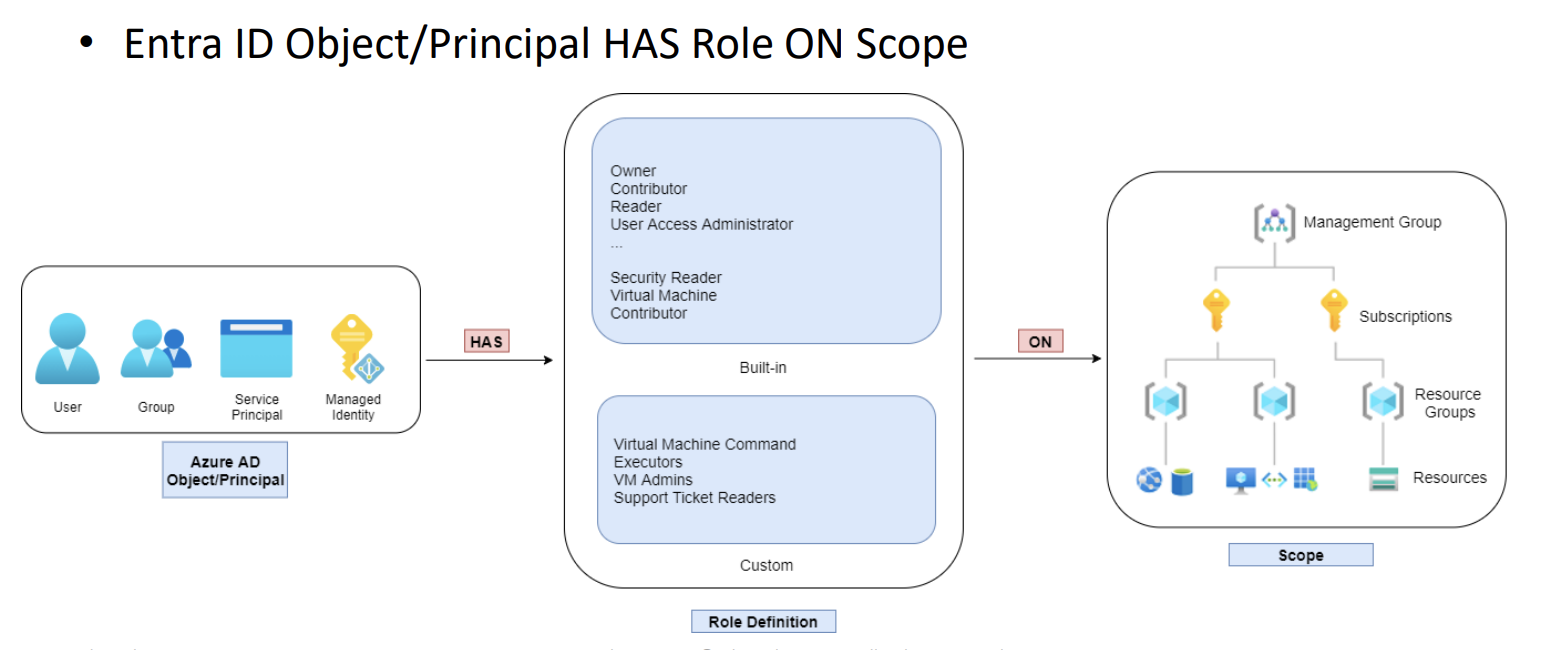 • Entra ID Object/Principal HAS Role ON Scope
User
Group
Service
Principal
Managed
Identity
Azure AD
Object/Principal
HAS
Owner
Contributor
Reader
User Access Administrator
...
Security Reader
Virtual Machine
Contributor
Built-in
Virtual Machine Command
Executors
VM Admins
Support Ticket Readers
Custom
Role Definition
ON
Management Group
Subscriptions
Resource
Groups
Resources
Scope